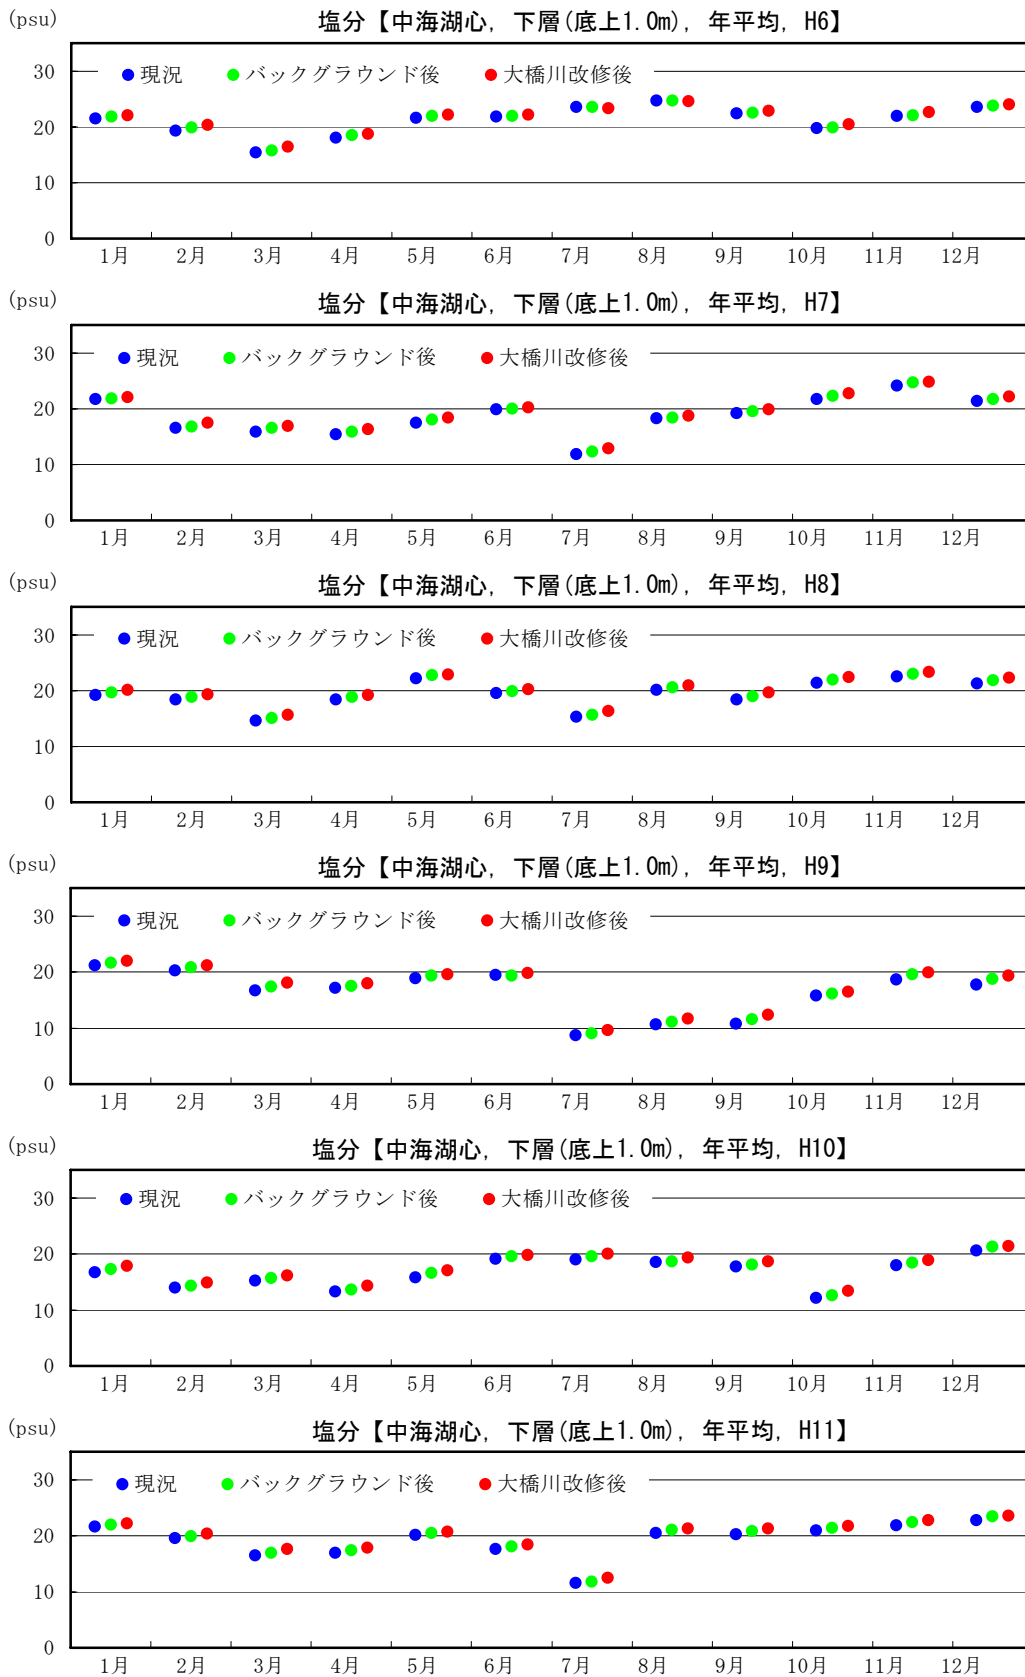 (psu) 塩分【中海湖心, 下層(底上1.0m), 年平均, H6】
30
● 現況 ● バックグラウンド後 ● 大橋川改修後
20
10
0
1月 2月 3月 4月 5月 6月 7月 8月 9月 10月 11月 12月
(psu) 塩分【中海湖心, 下層(底上1.0m), 年平均, H7】
30
● 現況 ● バックグラウンド後 ● 大橋川改修後
20
10
0
1月 2月 3月 4月 5月 6月 7月 8月 9月 10月 11月 12月
(psu) 塩分【中海湖心, 下層(底上1.0m), 年平均, H8】
30
● 現況 ● バックグラウンド後 ● 大橋川改修後
20
10
0
1月 2月 3月 4月 5月 6月 7月 8月 9月 10月 11月 12月
(psu) 塩分【中海湖心, 下層(底上1.0m), 年平均, H9】
30
● 現況 ● バックグラウンド後 ● 大橋川改修後
20
10
0
1月 2月 3月 4月 5月 6月 7月 8月 9月 10月 11月 12月
(psu) 塩分【中海湖心, 下層(底上1.0m), 年平均, H10】
30
● 現況 ● バックグラウンド後 ● 大橋川改修後
20
10
0
1月 2月 3月 4月 5月 6月 7月 8月 9月 10月 11月 12月
(psu) 塩分【中海湖心, 下層(底上1.0m), 年平均, H11】
30
● 現況 ● バックグラウンド後 ● 大橋川改修後
20
10
0
1月 2月 3月 4月 5月 6月 7月 8月 9月 10月 11月 12月